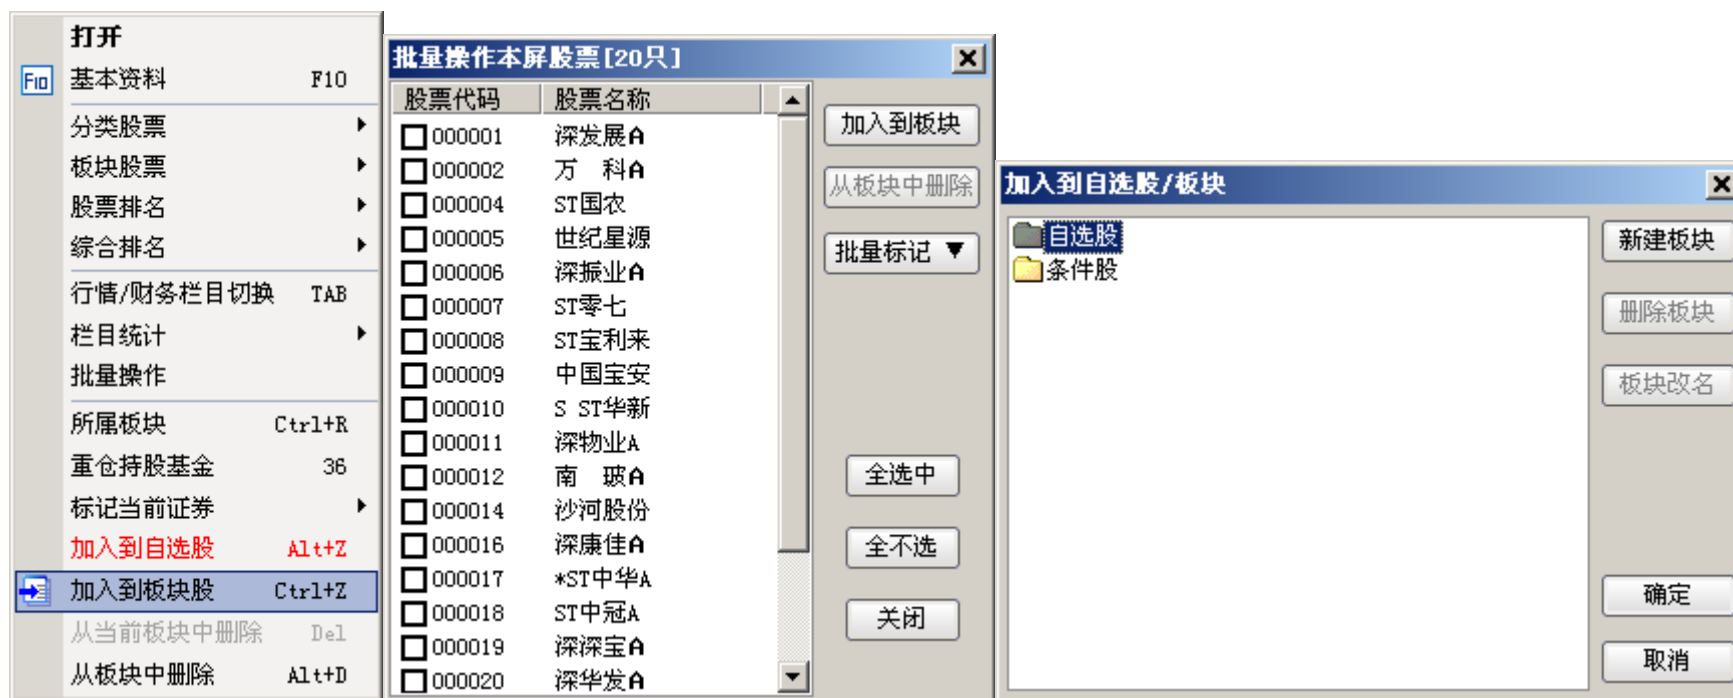 打开
F10 基本资料 F10
分类股票
板块股票
股票排名
综合排名
行情/财务栏目切换 TAB
栏目统计
批量操作
所属板块 Ctrl+R
重仓持股基金 36
标记当前证券
加入到自选股 Alt+Z
加入到板块股 Ctrl+Z
从当前板块中删除 Del
从板块中删除 Alt+D
批量操作本屏股票[20只]
股票代码 股票名称
000001 深发展A
000002 万 科A
000004 ST国农
000005 世纪星源
000006 深振业A
000007 ST零七
000008 ST宝利来
000009 中国宝安
000010 S ST华新
000011 深物业A
000012 南 玻A
000014 沙河股份
000016 深康佳A
000017 *ST中华A
000018 ST中冠A
000019 深深宝A
000020 深华发A
加入到板块
从板块中删除
批量标记
全选中
全不选
关闭
加入到自选股/板块
自选股
条件股
新建板块
删除板块
板块改名
确定
取消